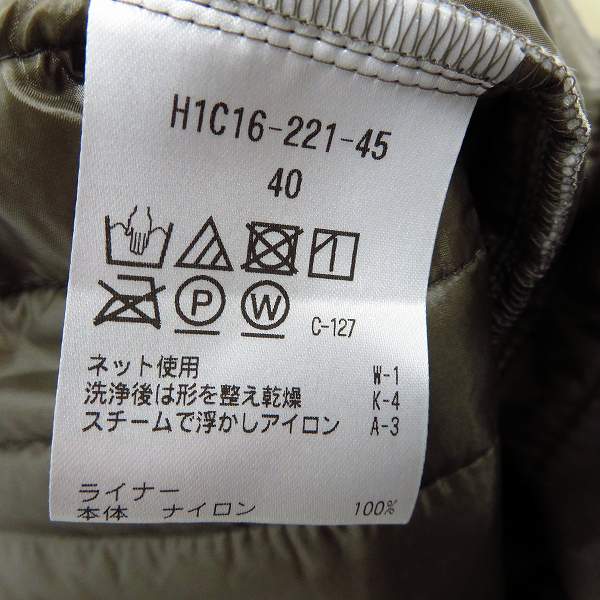 H1C16-221-45
40
P W C-127
ネット使用 W-1
洗浄後は形を整え乾燥 K-4
スチームで浮かしアイロン A-3
ライナー
本体 ナイロン 100%